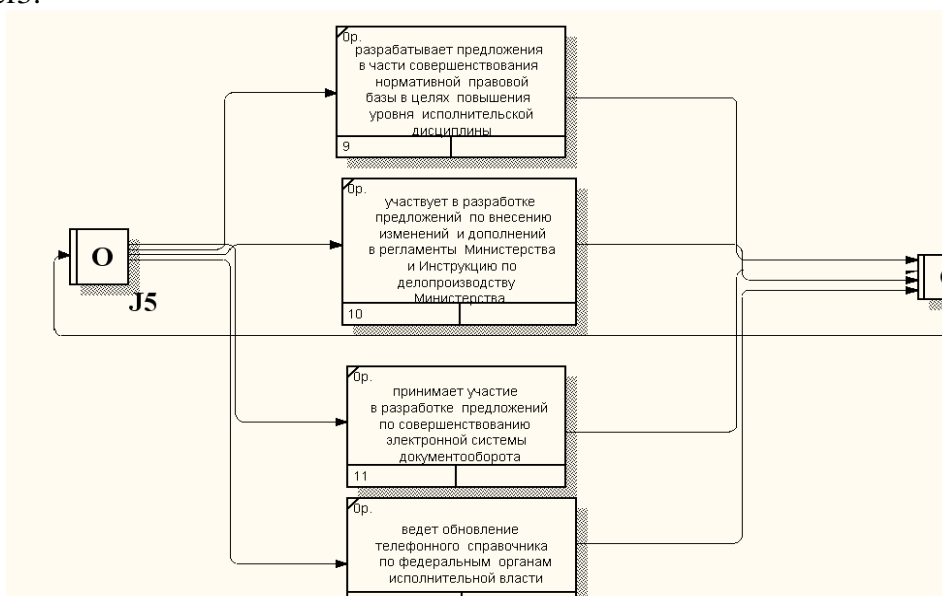 0р.
разрабатывает предложения
в части совершенствования
нормативной правовой
базы в целях повышения
уровня исполнительской
дисциплины
9
0р.
участвует в разработке
предложений по внесению
изменений и дополнений
в регламенты Министерства
и Инструкцию по
делопроизводству
Министерства
10
O
J5
0р.
принимает участие
в разработке предложений
по совершенствованию
электронной системы
документооборота
11
0р.
ведет обновление
телефонного справочника
по федеральным органам
исполнительной власти